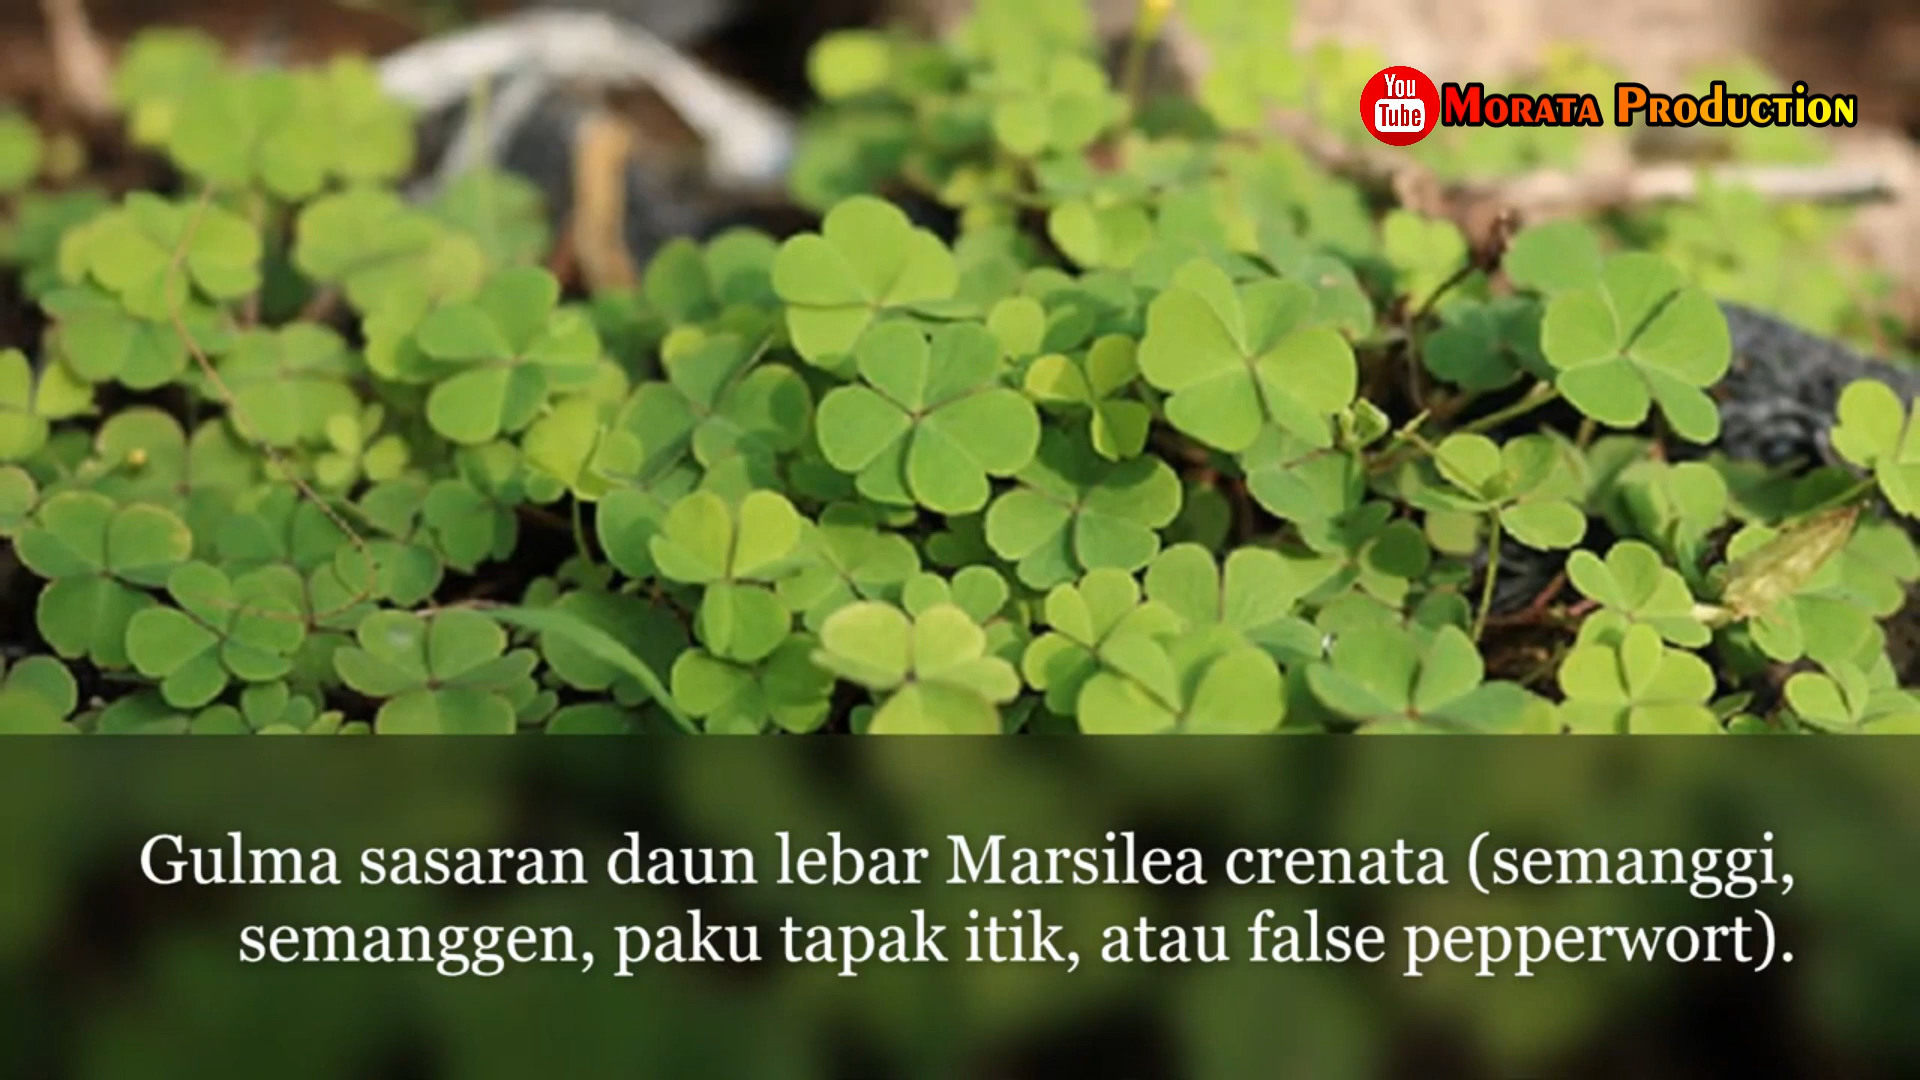 You
Tube
Morata Production
Gulma sasaran daun lebar Marsilea crenata (semanggi,
semanggen, paku tapak itik, atau false pepperwort).